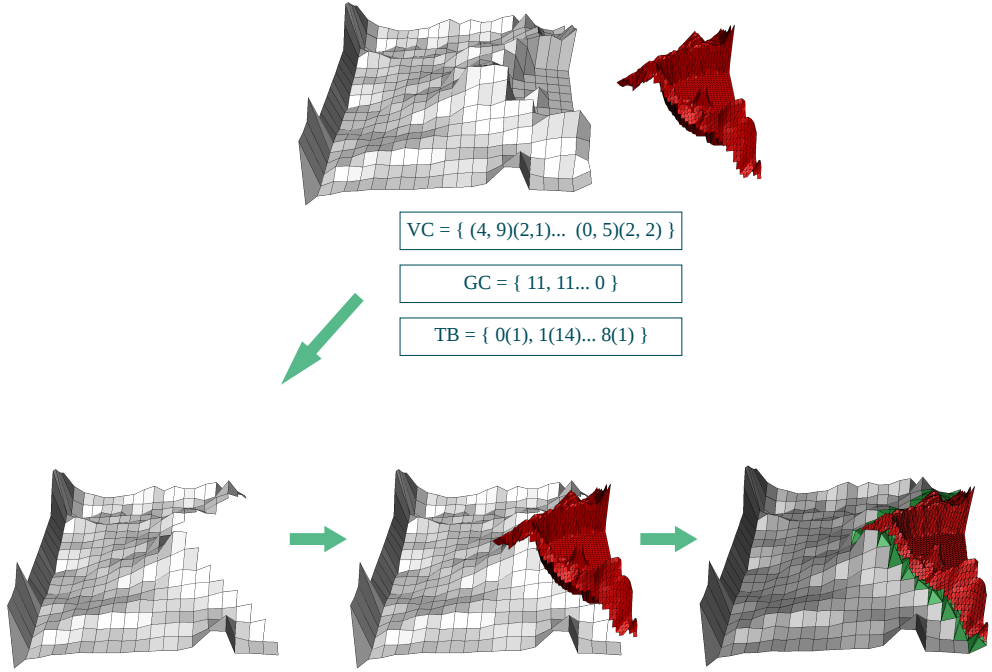 VC = { (4, 9)(2,1)... (0, 5)(2, 2) }
GC = { 11, 11... 0 }
TB = { 0(1), 1(14)... 8(1) }